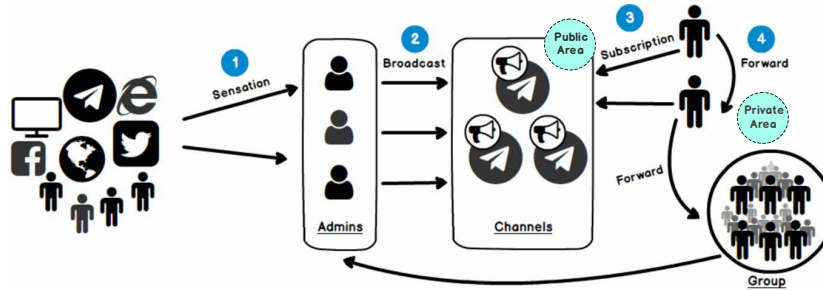 1
Sensation
Admins
2
Broadcast
Public
Area
Channels
3
Subscription
4
Forward
Private
Area
Forward
Group